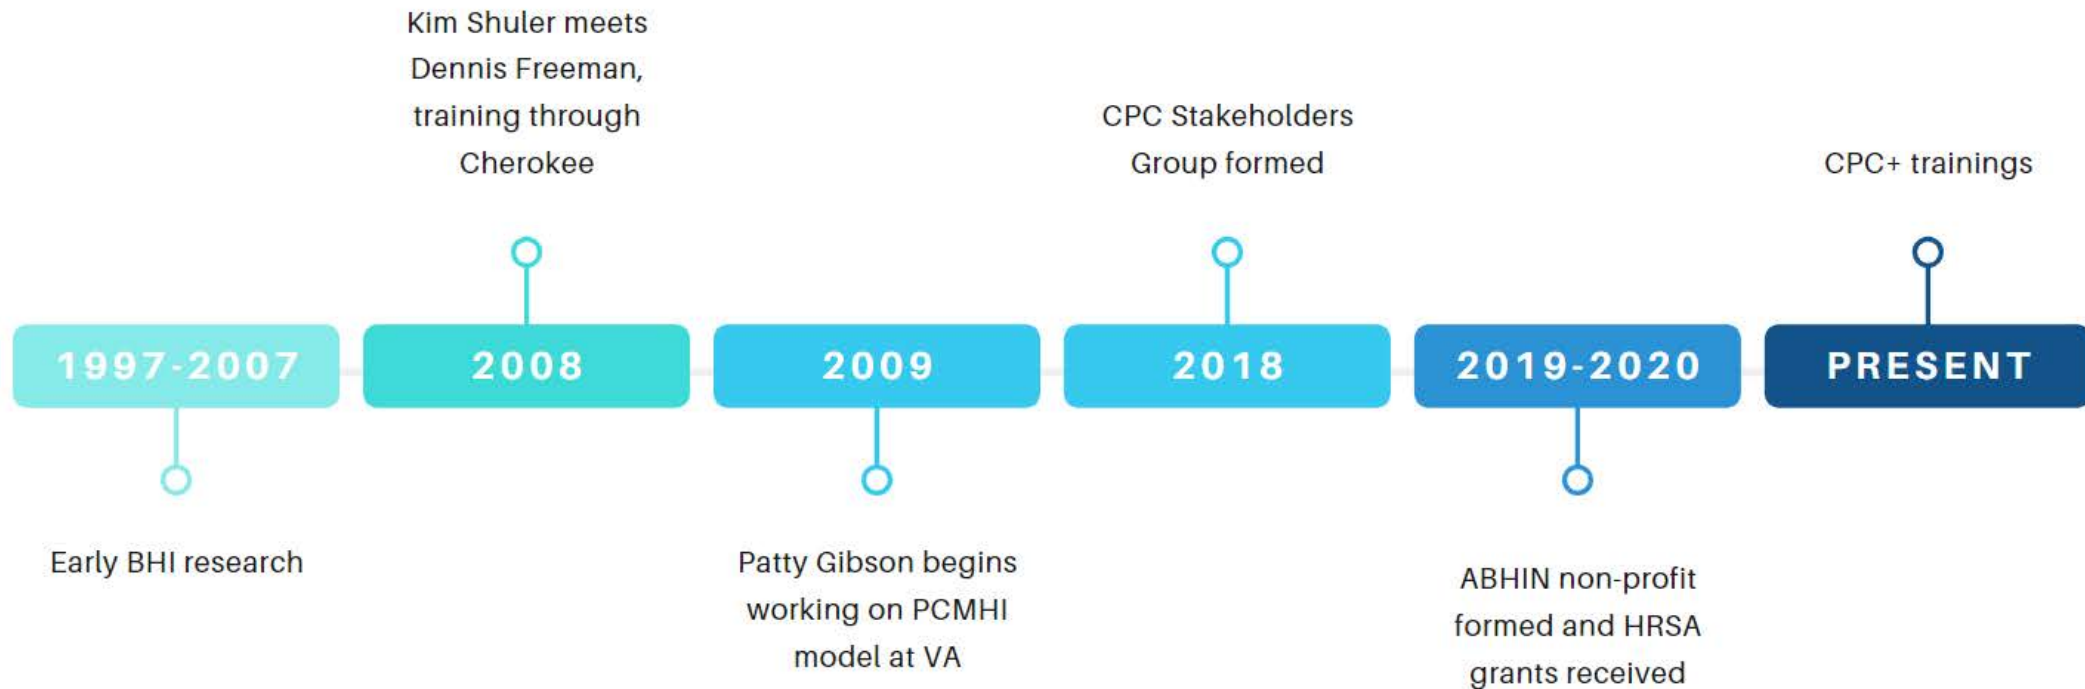 Kim Shuler meets
Dennis Freeman,
training through
Cherokee
CPC Stakeholders
Group formed
CPC+ trainings
1997-2007
2008
2009
2018
2019-2020
PRESENT
Early BHI research
Patty Gibson begins
working on PCMHI
model at VA
ABHIN non-profit
formed and HRSA
grants received